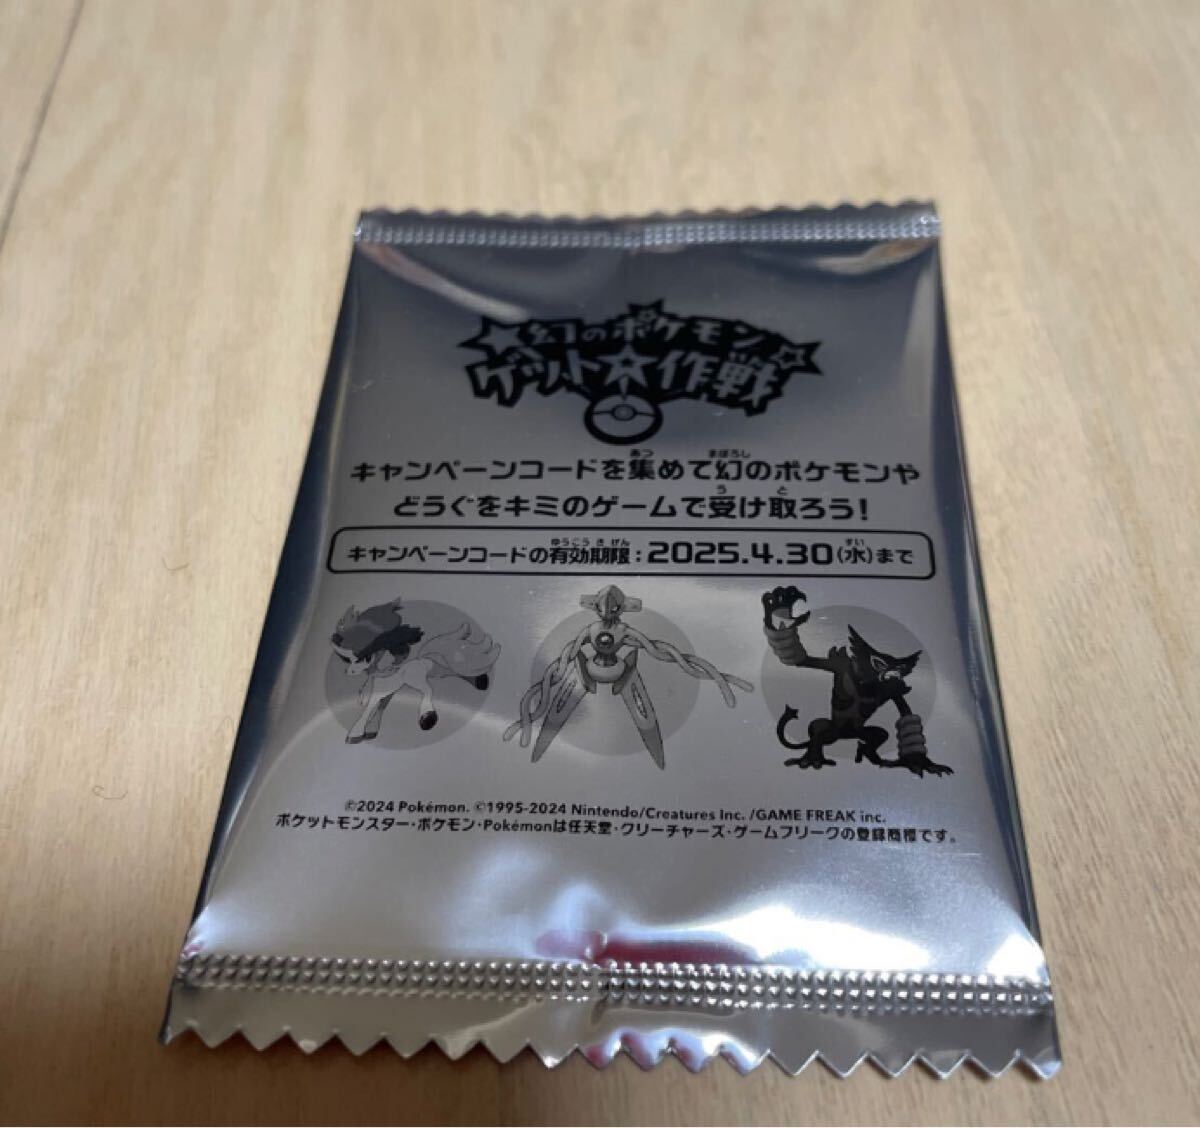 幻のポケモン
ゲット★作戦
キャンペーンコードを集めて幻のポケモンや
どうぐをキミのゲームで受け取ろう!
キャンペーンコードの有効期限:2025.4.30(水)まで
©2024 Pokémon. ©1995-2024 Nintendo/Creatures Inc. /GAME FREAK inc.
ポケットモンスター・ポケモン・Pokémonは任天堂・クリーチャーズ・ゲームフリークの登録商標です。